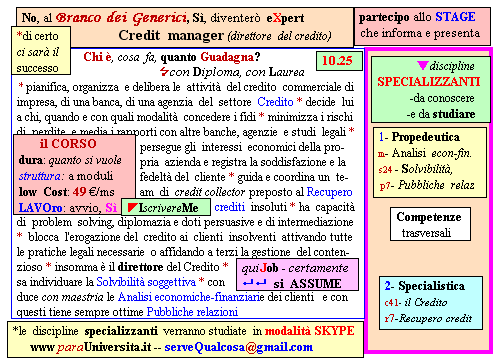 No, al Branco dei Generici, Sì, diventerò eXpert
Credit manager (direttore del credito)
partecipo allo STAGE
che informa e presenta
*di certo
ci sarà il
successo
Chi è, cosa fa, quanto Guadagna?
con Diploma, con Laurea
10.25
* pianifica, organizza e delibera le attività del credito commerciale di
impresa, di una banca, di una agenzia del settore Credito * decide lui
a chi, quando e con quali modalità concedere i fidi * minimizza i rischi
di perdite e media i rapporti con altre banche, agenzie e studi legali *
persegue gli interessi economici della pro-
pria azienda e registra la soddisfazione e la
fedeltà del cliente * guida e coordina un te-
am di credit collector preposto al Recupero
crediti insoluti * ha capacità
di problem solving, diplomazia e doti persuasive e di intermediazione
* blocca l'erogazione del credito ai clienti insolventi attivando tutte
le pratiche legali necessarie o affidando a terzi la gestione del conten-
zioso * insomma è il direttore del Credito *
sa individuare la Solvibilità soggettiva * con
duce con maestria le Analisi economiche-finanziarie dei clienti e con
questi tiene sempre ottime Pubbliche relazioni
il CORSO
dura: quanto si vuole
struttura: a moduli
low Cost: 49 €/ms
LAVOro: avvio, Sì
IscrivereMe
qui Job - certamente
si ASSUME
discipline
SPECIALIZZANTI
-da conoscere
-e da studiare
1- Propedeutica
m- Analisi econ-fin.
s24 - Solvibilità,
p7- Pubbliche relaz
Competenze
trasversali
2- Specialistica
c41- il Credito
r7-Recupero credit
*le discipline specializzanti verranno studiate in modalità SKYPE
www.paraUniversita.it -- serveQualcosa@gmail.com